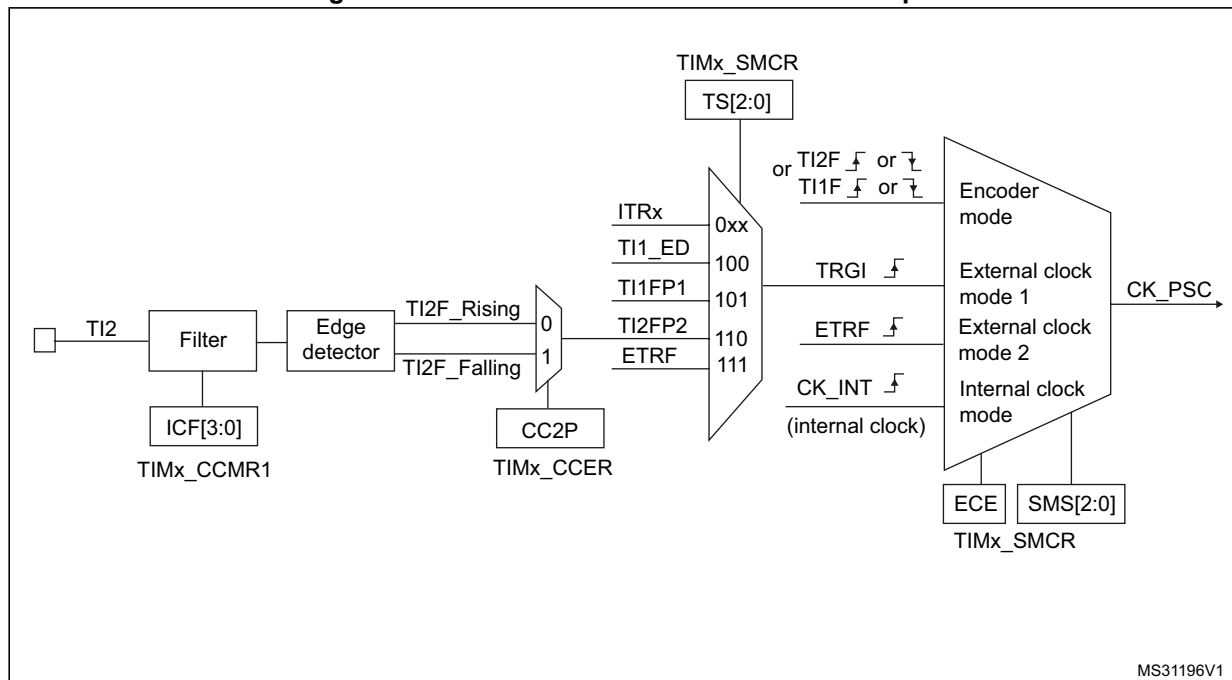 TIMx_SMCR
TS[2:0]
or TI2F or
TI1F or
Encoder
mode
ITRx
0xx
TI1_ED
100
TRGI
External clock
mode 1
CK_PSC
TI1FP1
101
TI2F_Rising
0
TI2
Filter
Edge
detector
TI2FP2
110
ETRF
External clock
mode 2
1
ETRF
111
TI2F_Falling
CK_INT
Internal clock
mode
(internal clock)
ICF[3:0]
CC2P
TIMx_CCMR1
TIMx_CCER
ECE
SMS[2:0]
TIMx_SMCR
MS31196V1